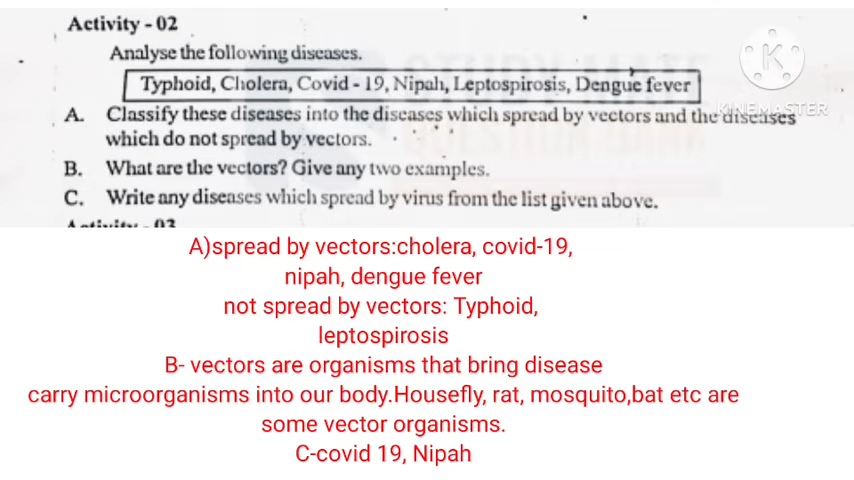 Activity - 02
Analyse the following diseases.
Typhoid, Cholera, Covid - 19, Nipah, Leptospirosis, Dengue fever
A. Classify these diseases into the diseases which spread by vectors and the diseases
which do not spread by vectors.
B. What are the vectors? Give any two examples.
C. Write any diseases which spread by virus from the list given above.
Activity - 03
K
KINEMASTER
A)spread by vectors:cholera, covid-19,
nipah, dengue fever
not spread by vectors: Typhoid,
leptospirosis
B- vectors are organisms that bring disease
carry microorganisms into our body.Housefly, rat, mosquito,bat etc are
some vector organisms.
C-covid 19, Nipah